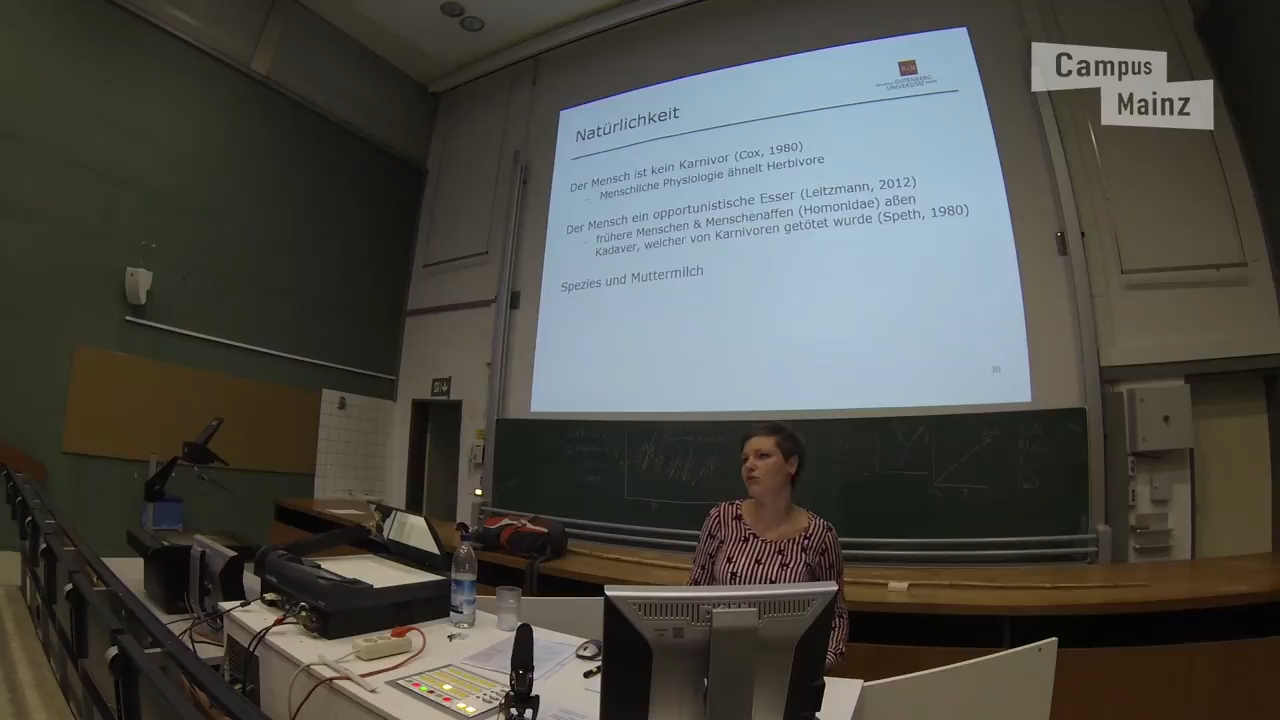 Campus
Mainz
GUTENBERG
UNIVERSITÄT
Natürlichkeit
Der Mensch ist kein Karnivor (Cox, 1980)
– Menschliche Physiologie ähnelt Herbivore
Der Mensch ein opportunistische Esser (Leitzmann, 2012)
– frühere Menschen & Menschenaffen (Homonidae) aßen
Kadaver, welcher von Karnivoren getötet wurde (Speth, 1980)
Spezies und Muttermilch
30